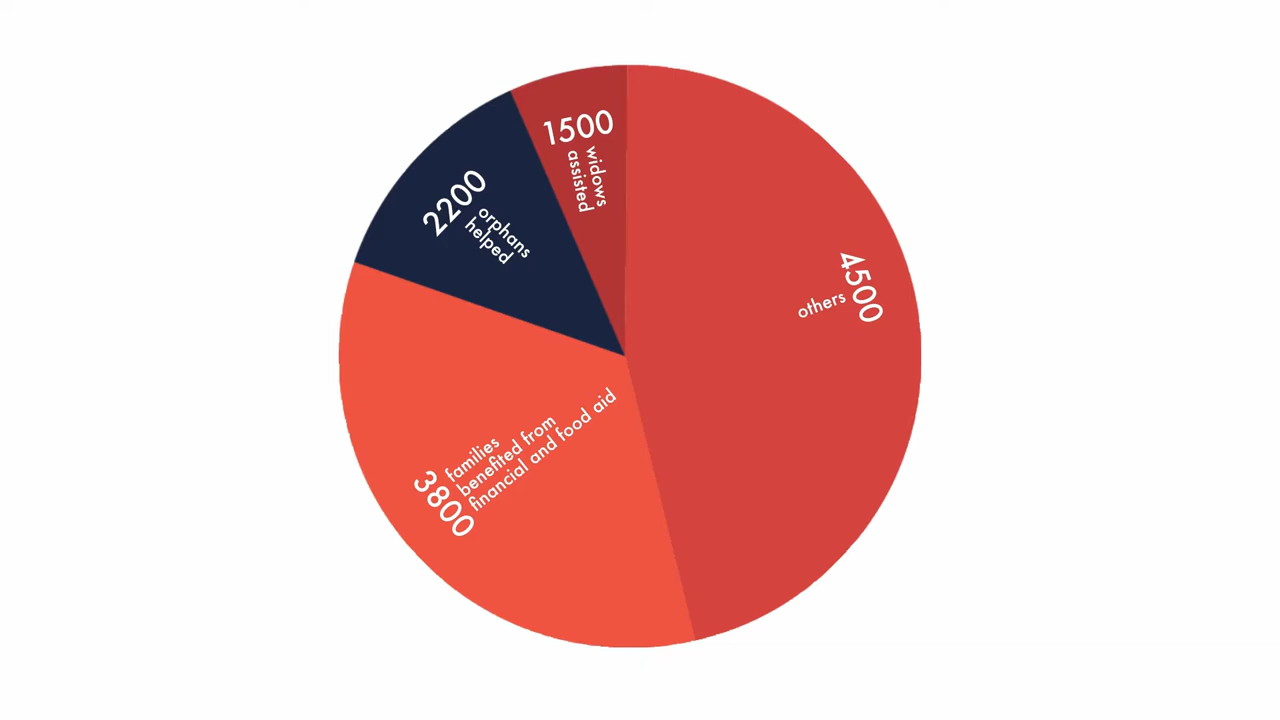 1500
widows
assisted
2200
orphans
helped
4500
others
3800
families
benefited from
financial and food aid